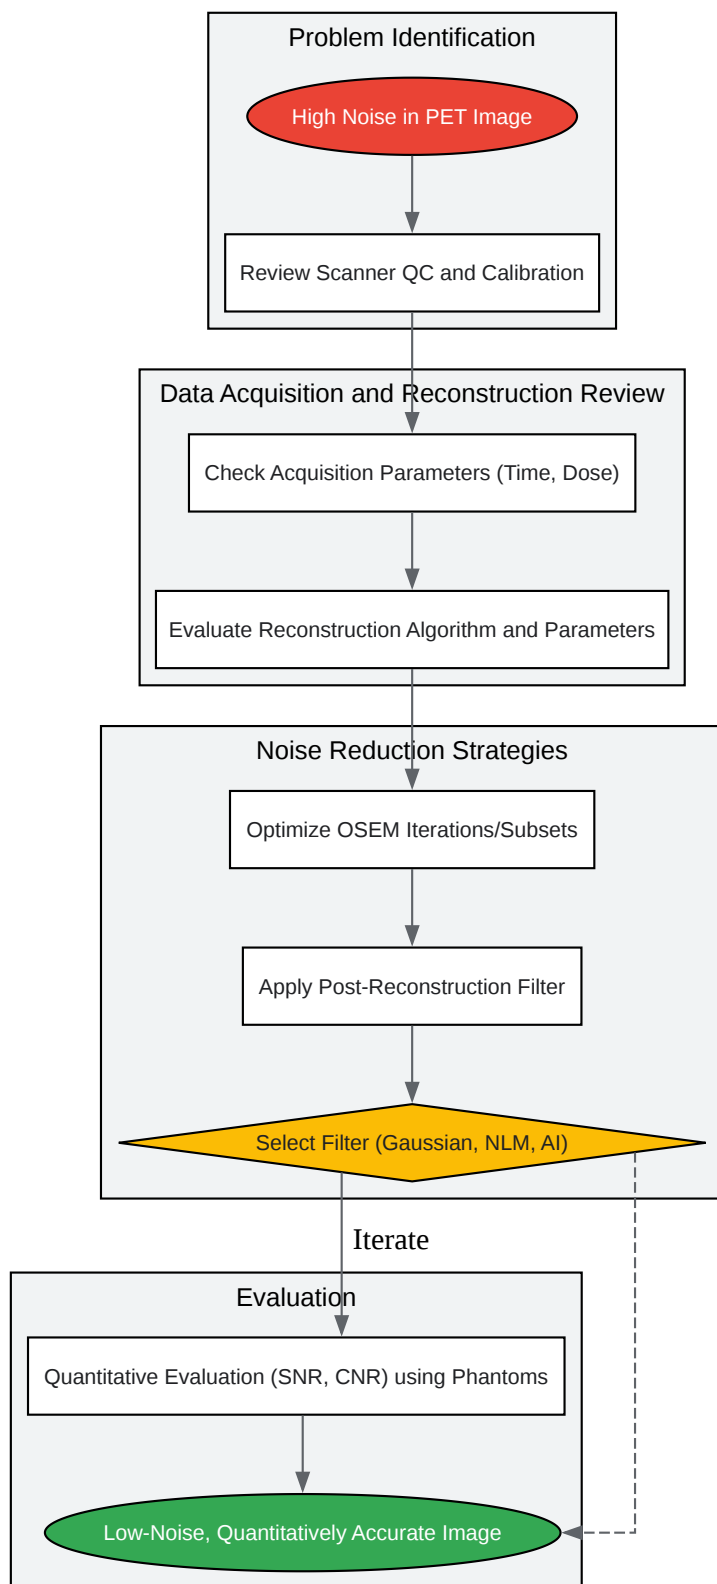 Problem Identification
High Noise in PET Image
Review Scanner QC and Calibration
Data Acquisition and Reconstruction Review
Check Acquisition Parameters (Time, Dose)
Evaluate Reconstruction Algorithm and Parameters
Noise Reduction Strategies
Optimize OSEM Iterations/Subsets
Apply Post-Reconstruction Filter
Select Filter (Gaussian, NLM, AI)
Iterate
Evaluation
Quantitative Evaluation (SNR, CNR) using Phantoms
Low-Noise, Quantitatively Accurate Image